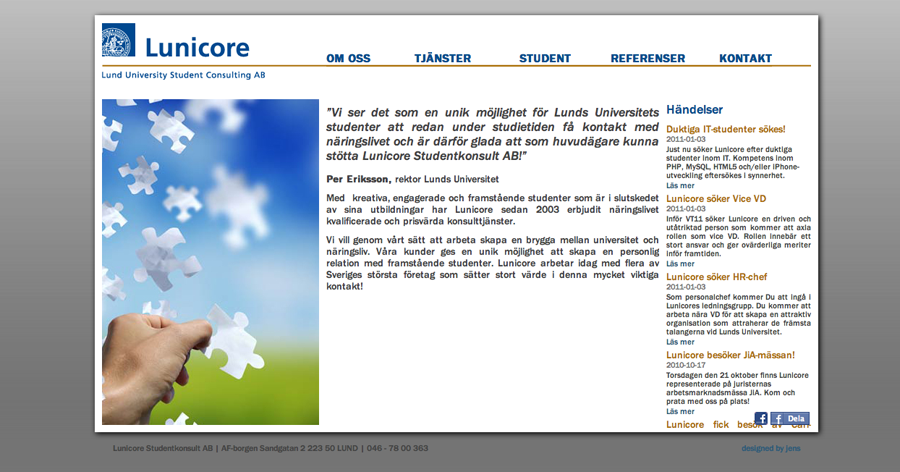 Lunicore
Lund University Student Consulting AB
OM OSS TJÄNSTER STUDENT REFERENSER KONTAKT
"Vi ser det som en unik möjlighet för Lunds Universitets
studenter att redan under studietiden få kontakt med
näringslivet och är därför glada att som huvudägare kunna
stötta Lunicore Studentkonsult AB!"
Per Eriksson, rektor Lunds Universitet
Med kreativa, engagerade och framstående studenter som är i slutskedet
av sina utbildningar har Lunicore sedan 2003 erbjudit näringslivet
kvalificerade och prisvärda konsulttjänster.
Vi vill genom vårt sätt att arbeta skapa en brygga mellan universitet och
näringsliv. Våra kunder ges en unik möjlighet att skapa en personlig
relation med framstående studenter. Lunicore arbetar idag med flera av
Sveriges största företag som sätter stort värde i denna mycket viktiga
kontakt!
Händelser
Duktiga IT-studenter sökes!
2011-01-03
Just nu söker Lunicore efter duktiga
studenter inom IT. Kompetens inom
PHP, MySQL, HTML5 och/eller iPhone-
utveckling eftersökes i synnerhet.
Läs mer
Lunicore söker Vice VD
2011-01-03
Inför VT11 söker Lunicore en driven och
utåtriktad person som kommer att axla
rollen som vice VD. Rollen innebär ett
stort ansvar och ger ovärderliga meriter
inför framtiden.
Läs mer
Lunicore söker HR-chef
2011-01-03
Som personalchef kommer Du att ingå i
Lunicores ledningsgrupp. Du kommer att
arbeta nära VD för att skapa en attraktiv
organisation som attraherar de främsta
talangerna vid Lunds Universitet.
Läs mer
Lunicore besöker JiA-mässan!
2010-10-17
Torsdagen den 21 oktober finns Lunicore
representerade på juristernas
arbetsmarknadsmässa JiA. Kom och
prata med oss på plats!
Läs mer
Lunicore fick besök av
f f Dela
Lunicore Studentkonsult AB | AF-borgen Sandgatan 2 223 50 LUND | 046 - 78 00 363
designed by jens